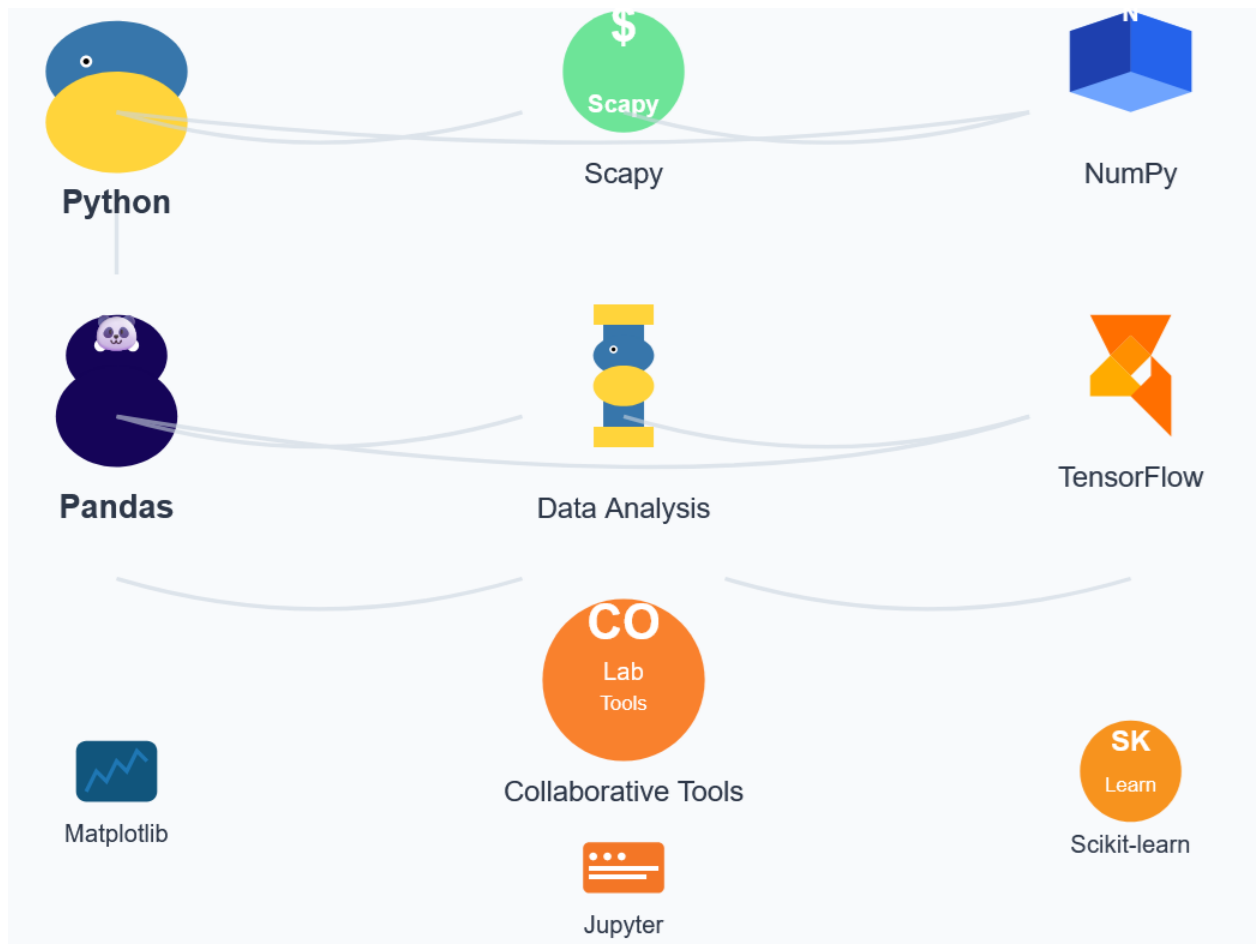 $
Scapy
N
Python
Scapy
NumPy
Pandas
Data Analysis
TensorFlow
CO
Lab
Tools
Collaborative Tools
SK
Learn
Matplotlib
Scikit-learn
Jupyter